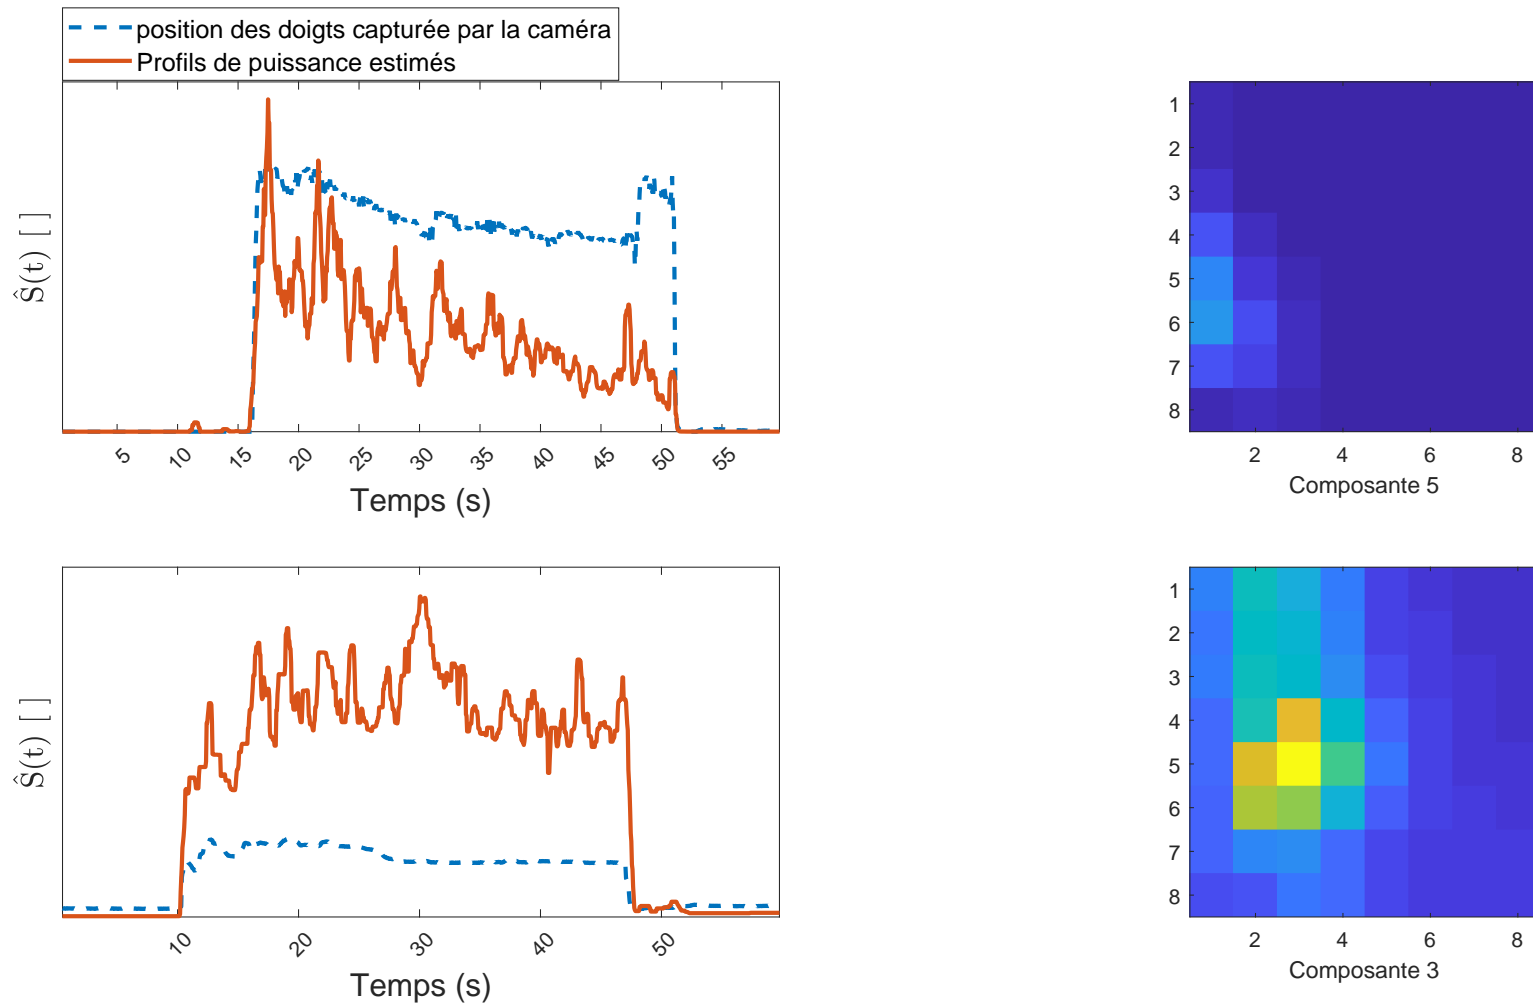 position des doigts capturée par la caméra
Profils de puissance estimés
Ŝ(t) [ ]
5 10 15 20 25 30 35 40 45 50 55
Temps (s)
1
2
3
4
5
6
7
8
2 4 6 8
Composante 5
Ŝ(t) [ ]
10 20 30 40 50
Temps (s)
1
2
3
4
5
6
7
8
2 4 6 8
Composante 3